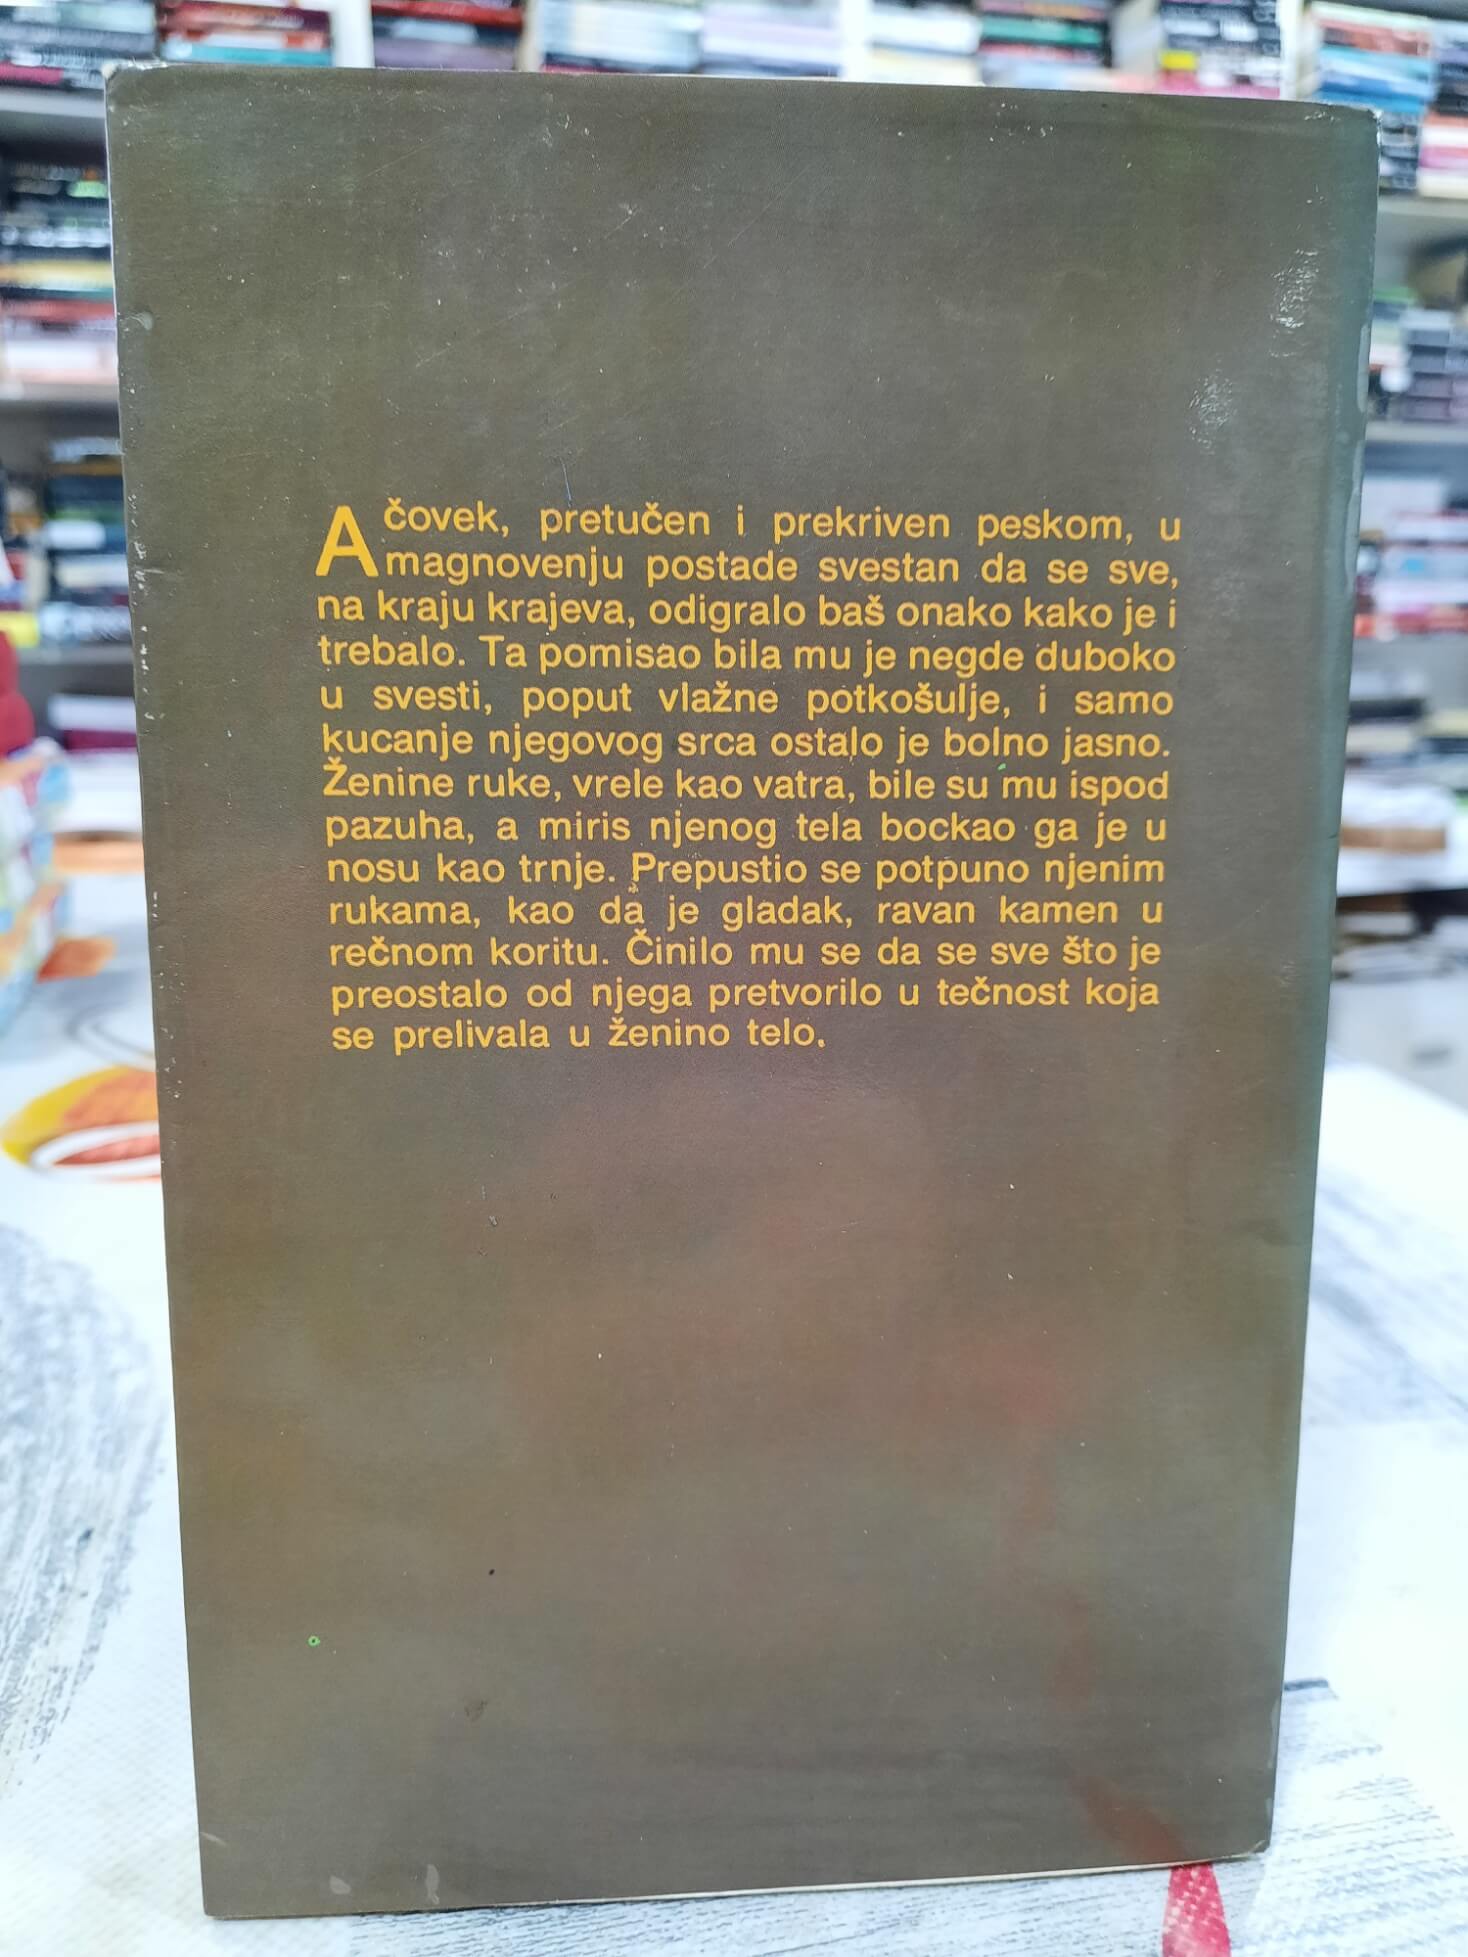 A čovek, pretučen i prekriven peskom, u
magnovenju postade svestan da se sve,
na kraju krajeva, odigralo baš onako kako je i
trebalo. Ta pomisao bila mu je negde duboko
u svesti, poput vlažne potkošulje, i samo
kucanje njegovog srca ostalo je bolno jasno.
Ženine ruke, vrele kao vatra, bile su mu ispod
pazuha, a miris njenog tela bockao ga je u
nosu kao trnje. Prepustio se potpuno njenim
rukama, kao da je gladak, ravan kamen u
rečnom koritu. Činilo mu se da se sve što je
preostalo od njega pretvorilo u tečnost koja
se prelivala u ženino telo.